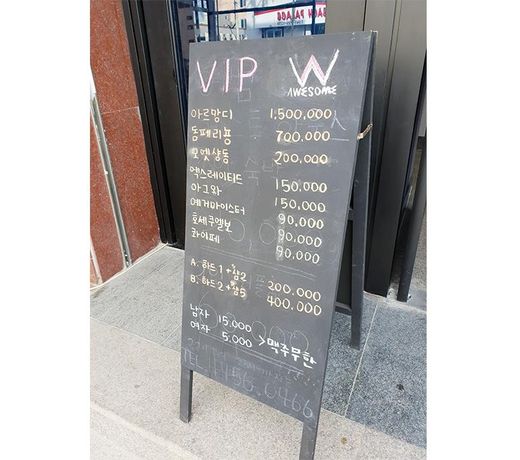 VIP W
AWESOME
아르망디 1,500,000
돔페리뇽 700,000
모엣샹동 200,000
엑스레이티드 150,000
아그와 150,000
예거마이스터 90,000
호세쿠엘보 90,000
콰이페 90,000
A. 하드1+샴2 200,000
B. 하드2+샴5 400,000
남자 15,000
여자 5,000 >맥주무한